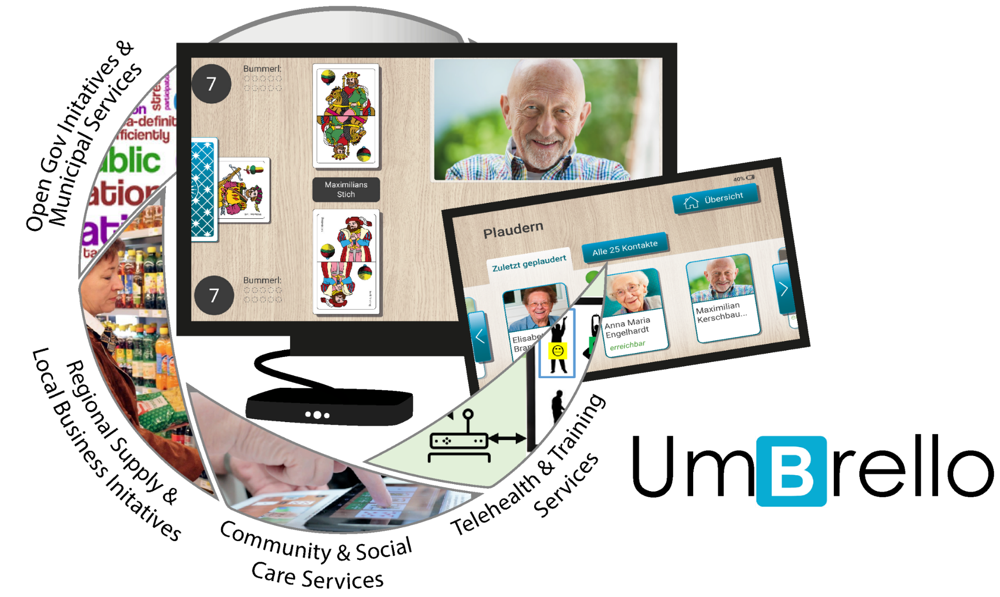 Open Gov Initatives &
Municipal Services
stre
participatio
on
a-definit
fficiently
ublic
ation
ati
ta
7
Bummerl:
Maximilians
Stich
7
Bummerl:
40%
Übersicht
Plaudern
Alle 25 Kontakte
Zuletzt geplaudert
Elisabe
Bran
Anna Maria
Engelhardt
erreichbar
Maximilian
Kerschbau...
Regional Supply &
Local Business Initatives
Community & Social
Care Services
Telehealth & Training
Services
UmBrello